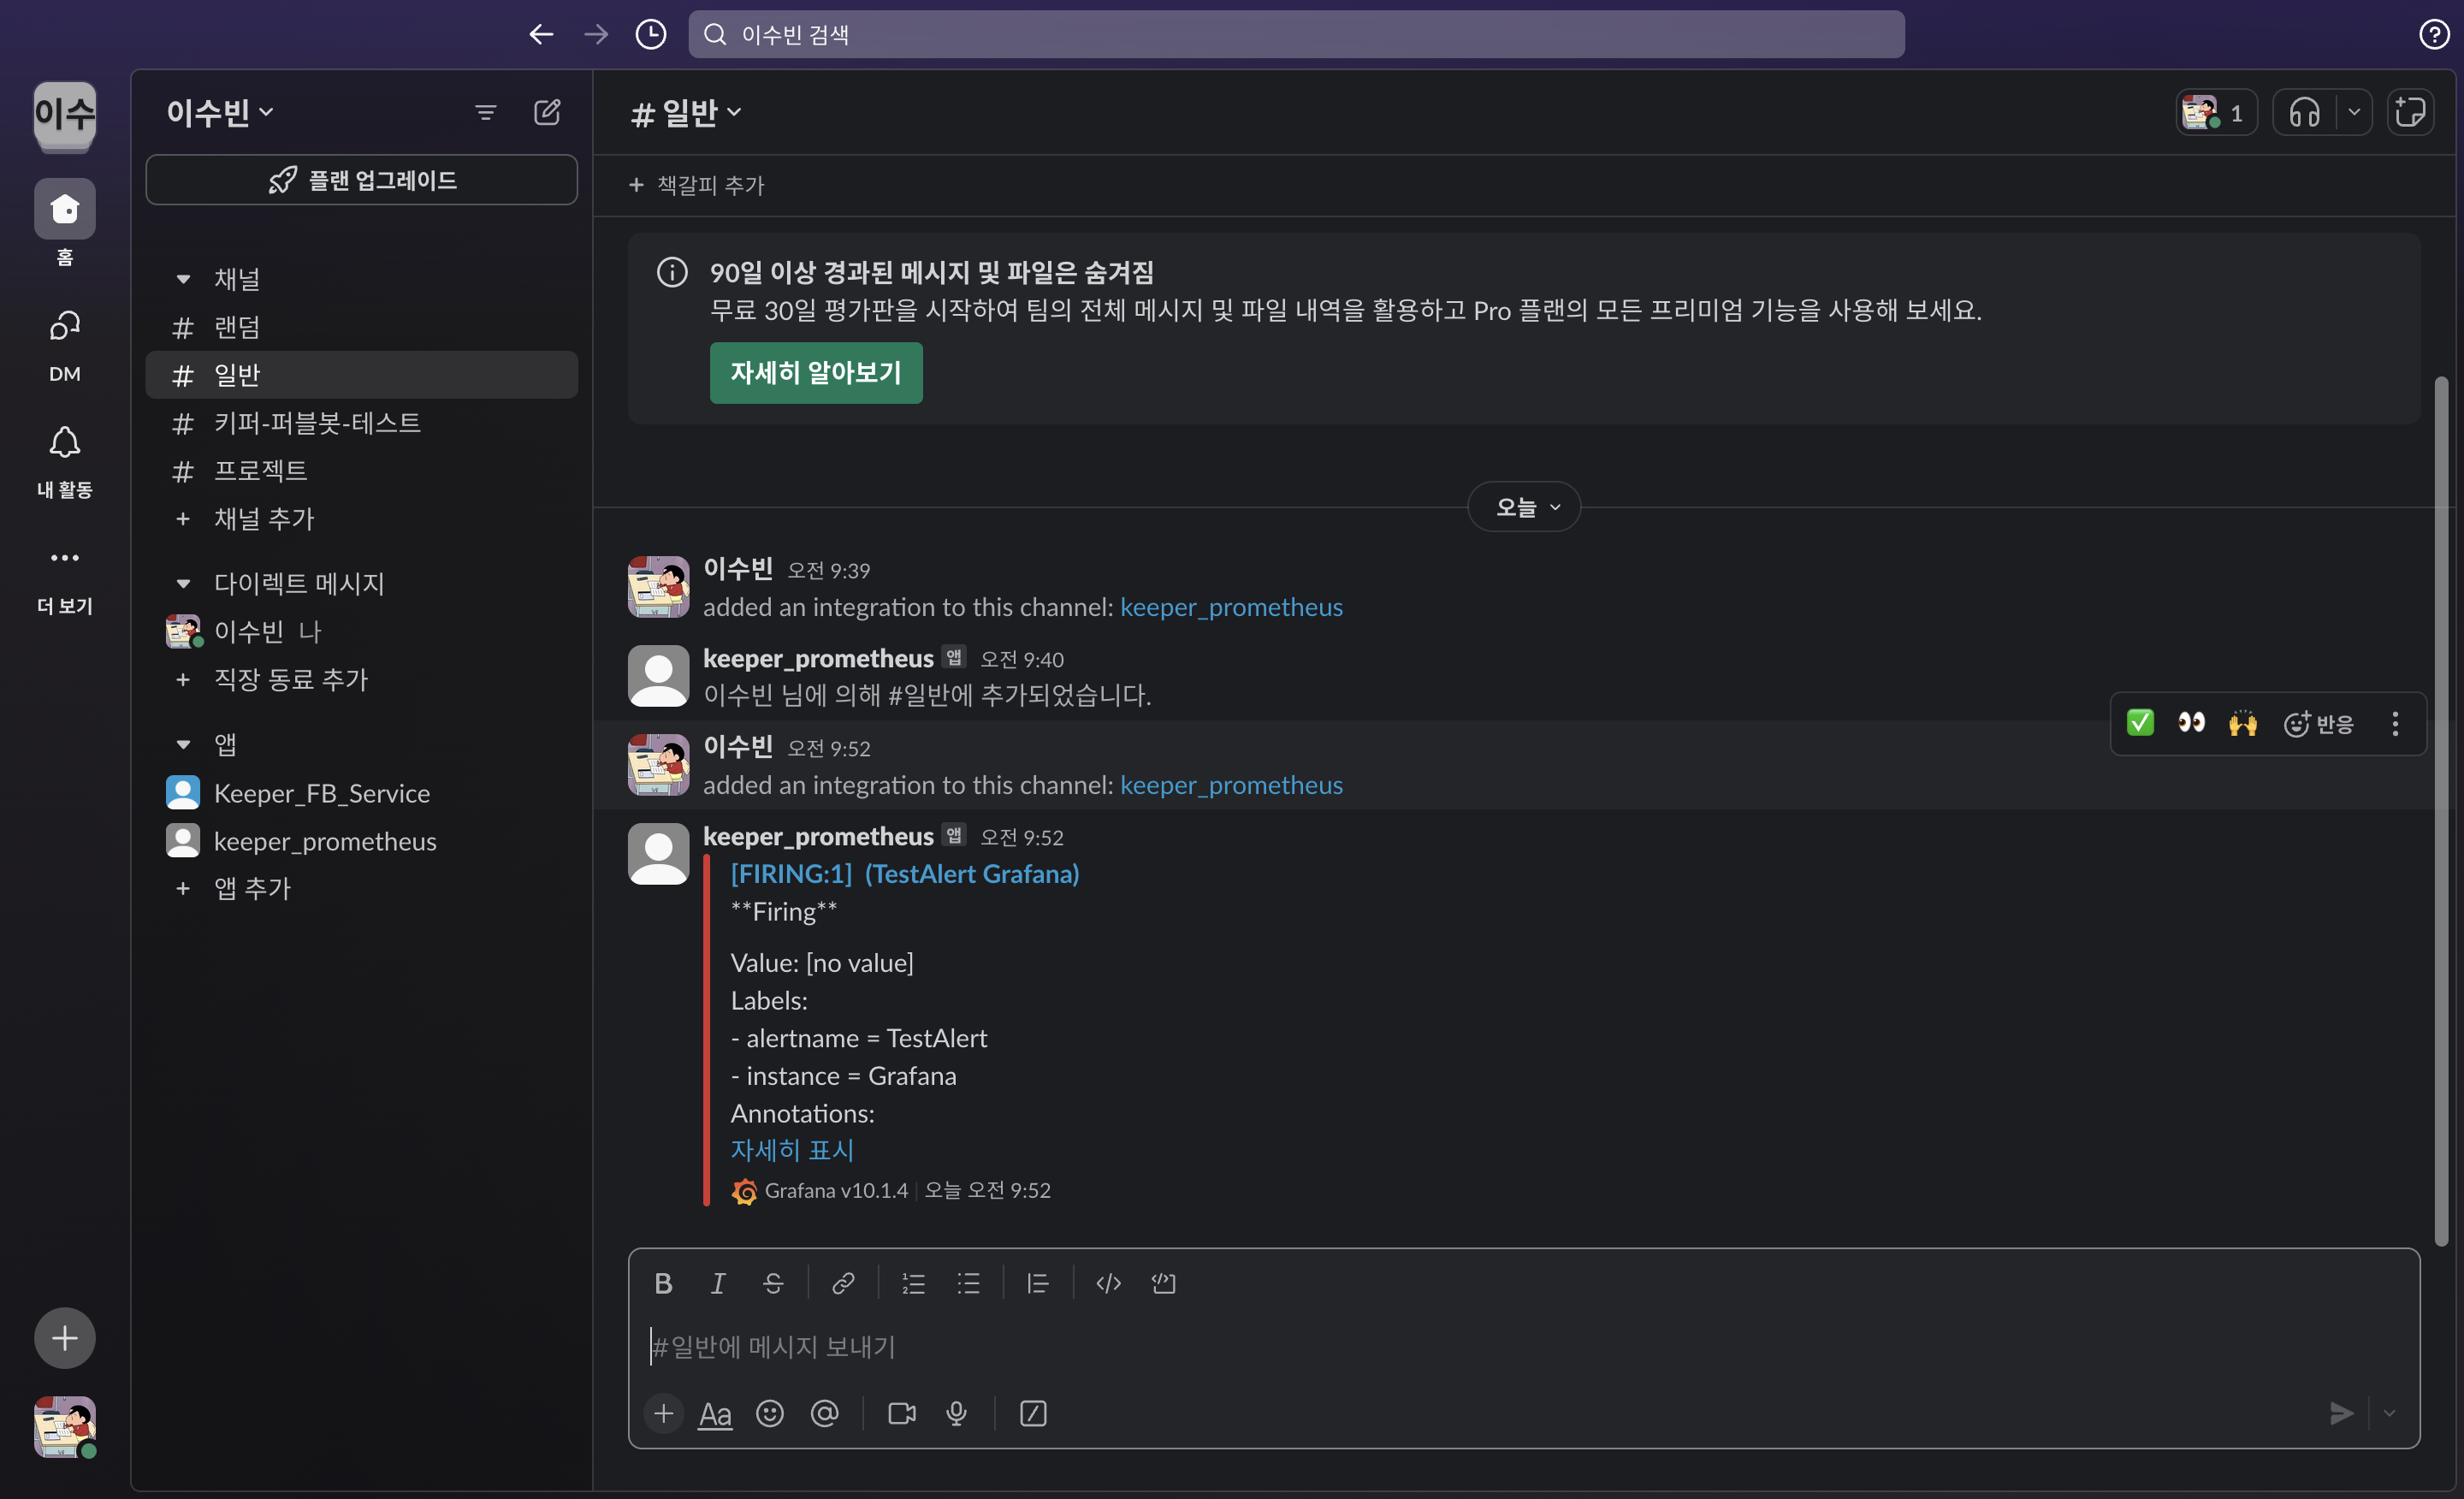 이수빈 검색
이수
홈
DM
내 활동
더 보기
이수빈
플랜 업그레이드
채널
# 랜덤
# 일반
# 키퍼-퍼블봇-테스트
# 프로젝트
+ 채널 추가
다이렉트 메시지
이수빈 나
+ 직장 동료 추가
앱
Keeper_FB_Service
keeper_prometheus
+ 앱 추가
# 일반
1
+ 책갈피 추가
90일 이상 경과된 메시지 및 파일은 숨겨짐
무료 30일 평가판을 시작하여 팀의 전체 메시지 및 파일 내역을 활용하고 Pro 플랜의 모든 프리미엄 기능을 사용해 보세요.
자세히 알아보기
오늘
이수빈 오전 9:39
added an integration to this channel: keeper_prometheus
keeper_prometheus 앱 오전 9:40
이수빈 님에 의해 #일반에 추가되었습니다.
반응
이수빈 오전 9:52
added an integration to this channel: keeper_prometheus
keeper_prometheus 앱 오전 9:52
[FIRING:1] (TestAlert Grafana)
**Firing**
Value: [no value]
Labels:
- alertname = TestAlert
- instance = Grafana
Annotations:
자세히 표시
Grafana v10.1.4 | 오늘 오전 9:52
#일반에 메시지 보내기
Aa